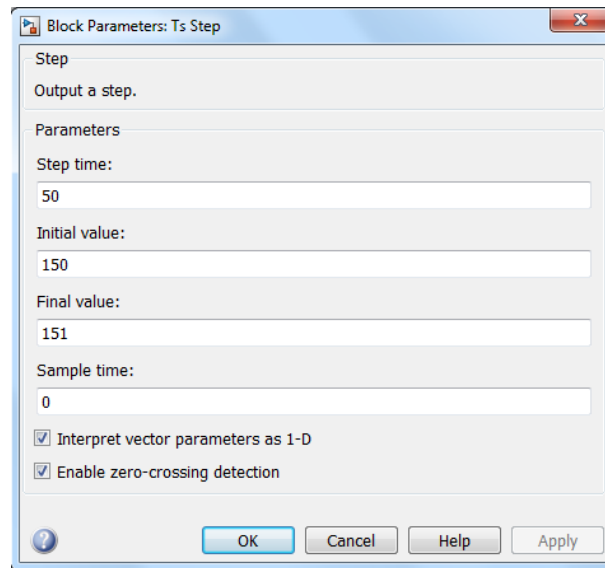 Block Parameters: Ts Step
Step
Output a step.
Parameters
Step time:
50
Initial value:
150
Final value:
151
Sample time:
0
Interpret vector parameters as 1-D
Enable zero-crossing detection
OK Cancel Help Apply